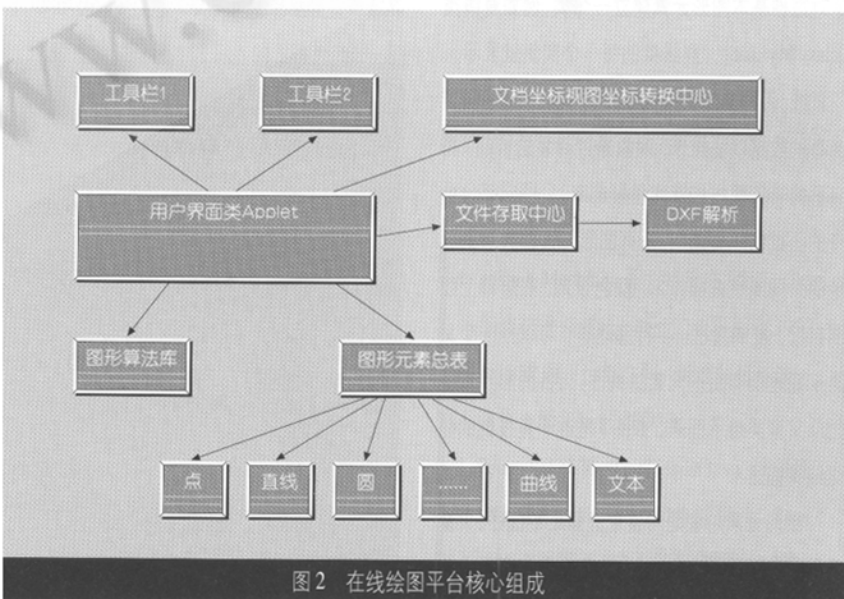 工具栏1
工具栏2
文档坐标视图坐标转换中心
用户界面类Applet
文件存取中心
DXF解析
图形算法库
图形元素总表
点
直线
圆
......
曲线
文本
图2 在线绘图平台核心组成